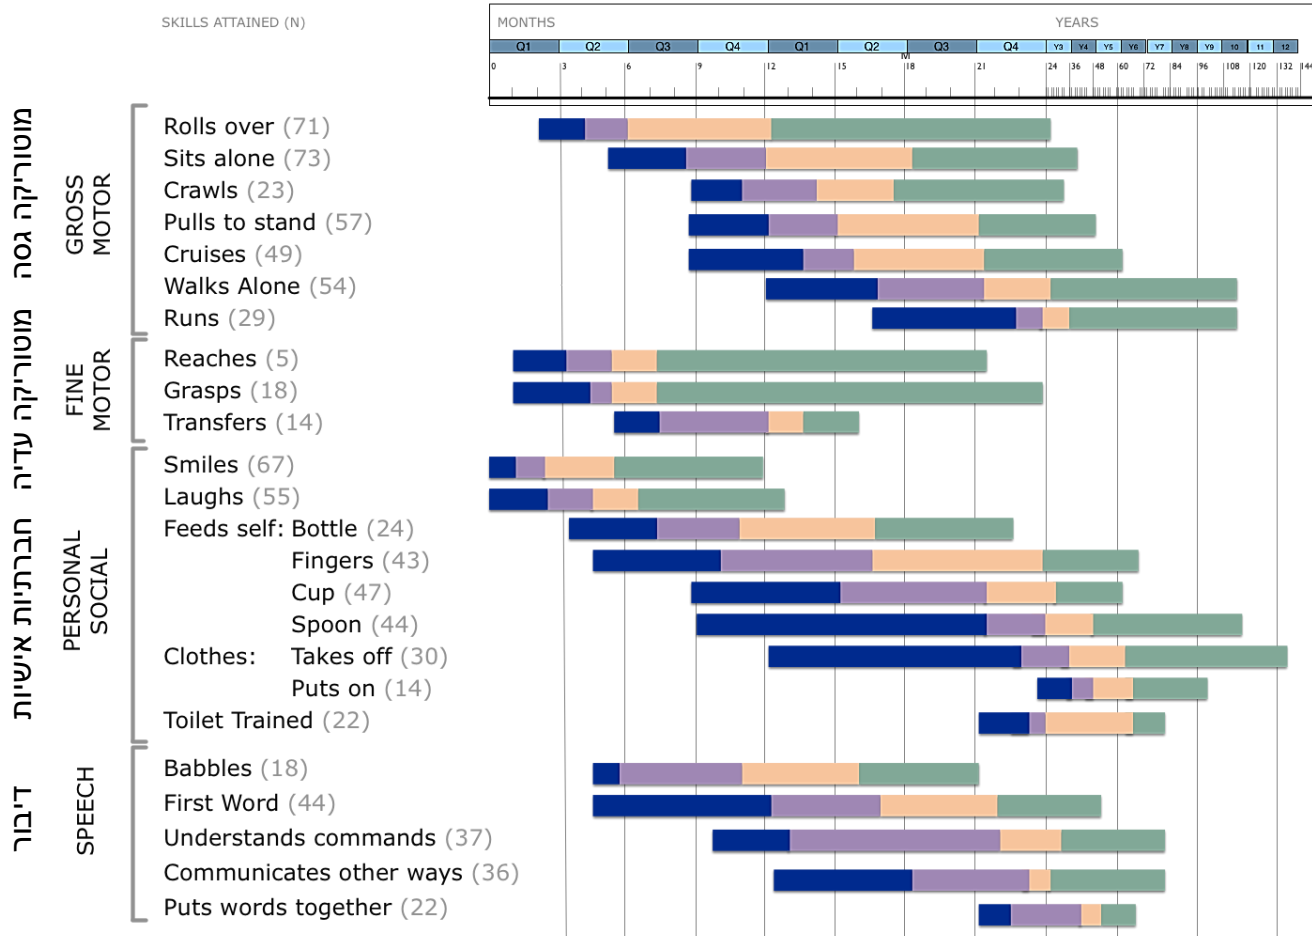 SKILLS ATTAINED (N)
MONTHS YEARS
Q1 Q2 Q3 Q4 Q1 Q2 Q3 Q4 Y3 Y4 Y5 Y6 Y7 Y8 Y9 10 11 12
M
0 3 6 9 12 15 18 21 24 36 48 60 72 84 96 108 120 132 144
מוטוריקה גסה
GROSS
MOTOR
Rolls over (71)
Sits alone (73)
Crawls (23)
Pulls to stand (57)
Cruises (49)
Walks Alone (54)
Runs (29)
מוטוריקה עדיה
FINE
MOTOR
Reaches (5)
Grasps (18)
Transfers (14)
חברתיות אישיות
PERSONAL
SOCIAL
Smiles (67)
Laughs (55)
Feeds self: Bottle (24)
Fingers (43)
Cup (47)
Spoon (44)
Clothes: Takes off (30)
Puts on (14)
Toilet Trained (22)
דיבור
SPEECH
Babbles (18)
First Word (44)
Understands commands (37)
Communicates other ways (36)
Puts words together (22)